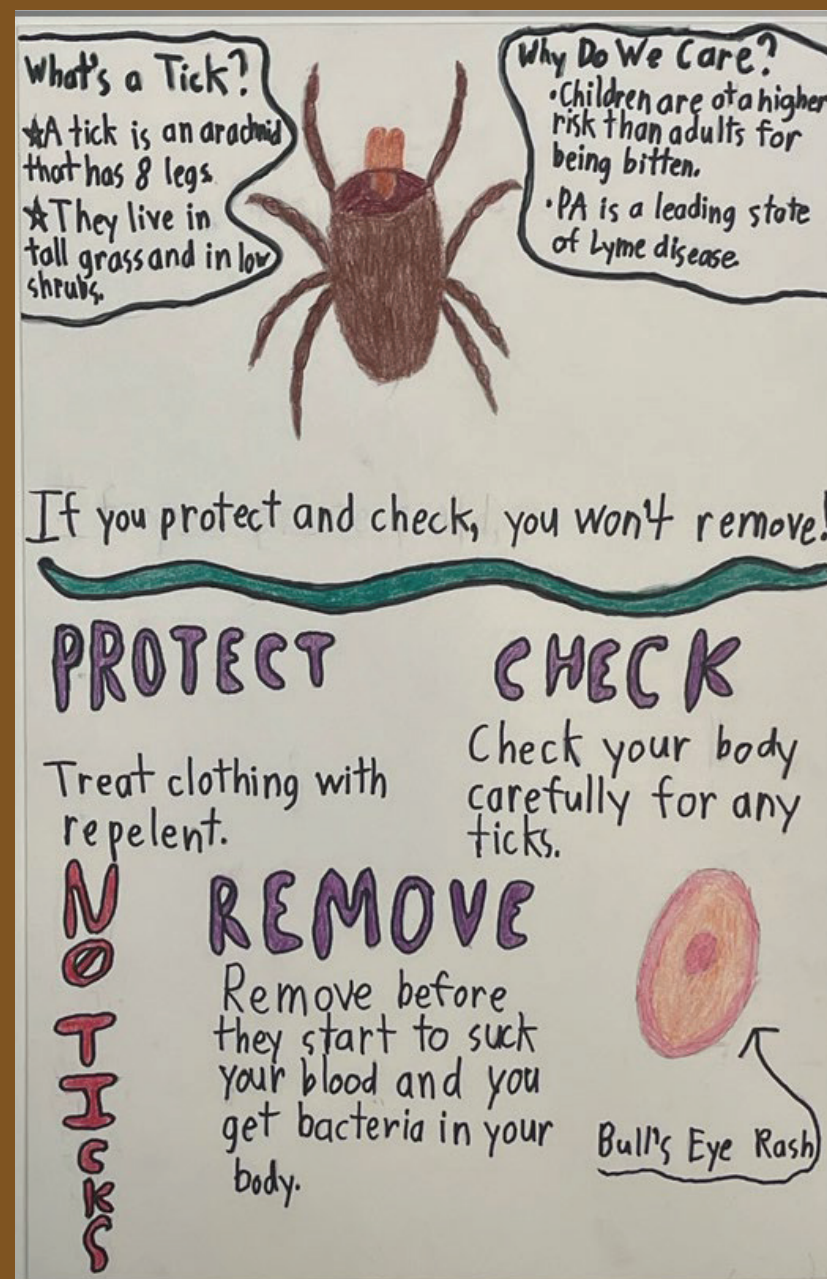 What's a Tick?
★A tick is an arachnid
that has 8 legs
★They live in
tall grass and in low
shrubs.
Why Do We Care?
•Children are at a higher
risk than adults for
being bitten.
•PA is a leading state
of Lyme disease.
If you protect and check, you won't remove!
PROTECT
Treat clothing with
repelent.
CHECK
Check your body
carefully for any
ticks.
NO TICKS
REMOVE
Remove before
they start to suck
your blood and you
get bacteria in your
body.
Bull's Eye Rash